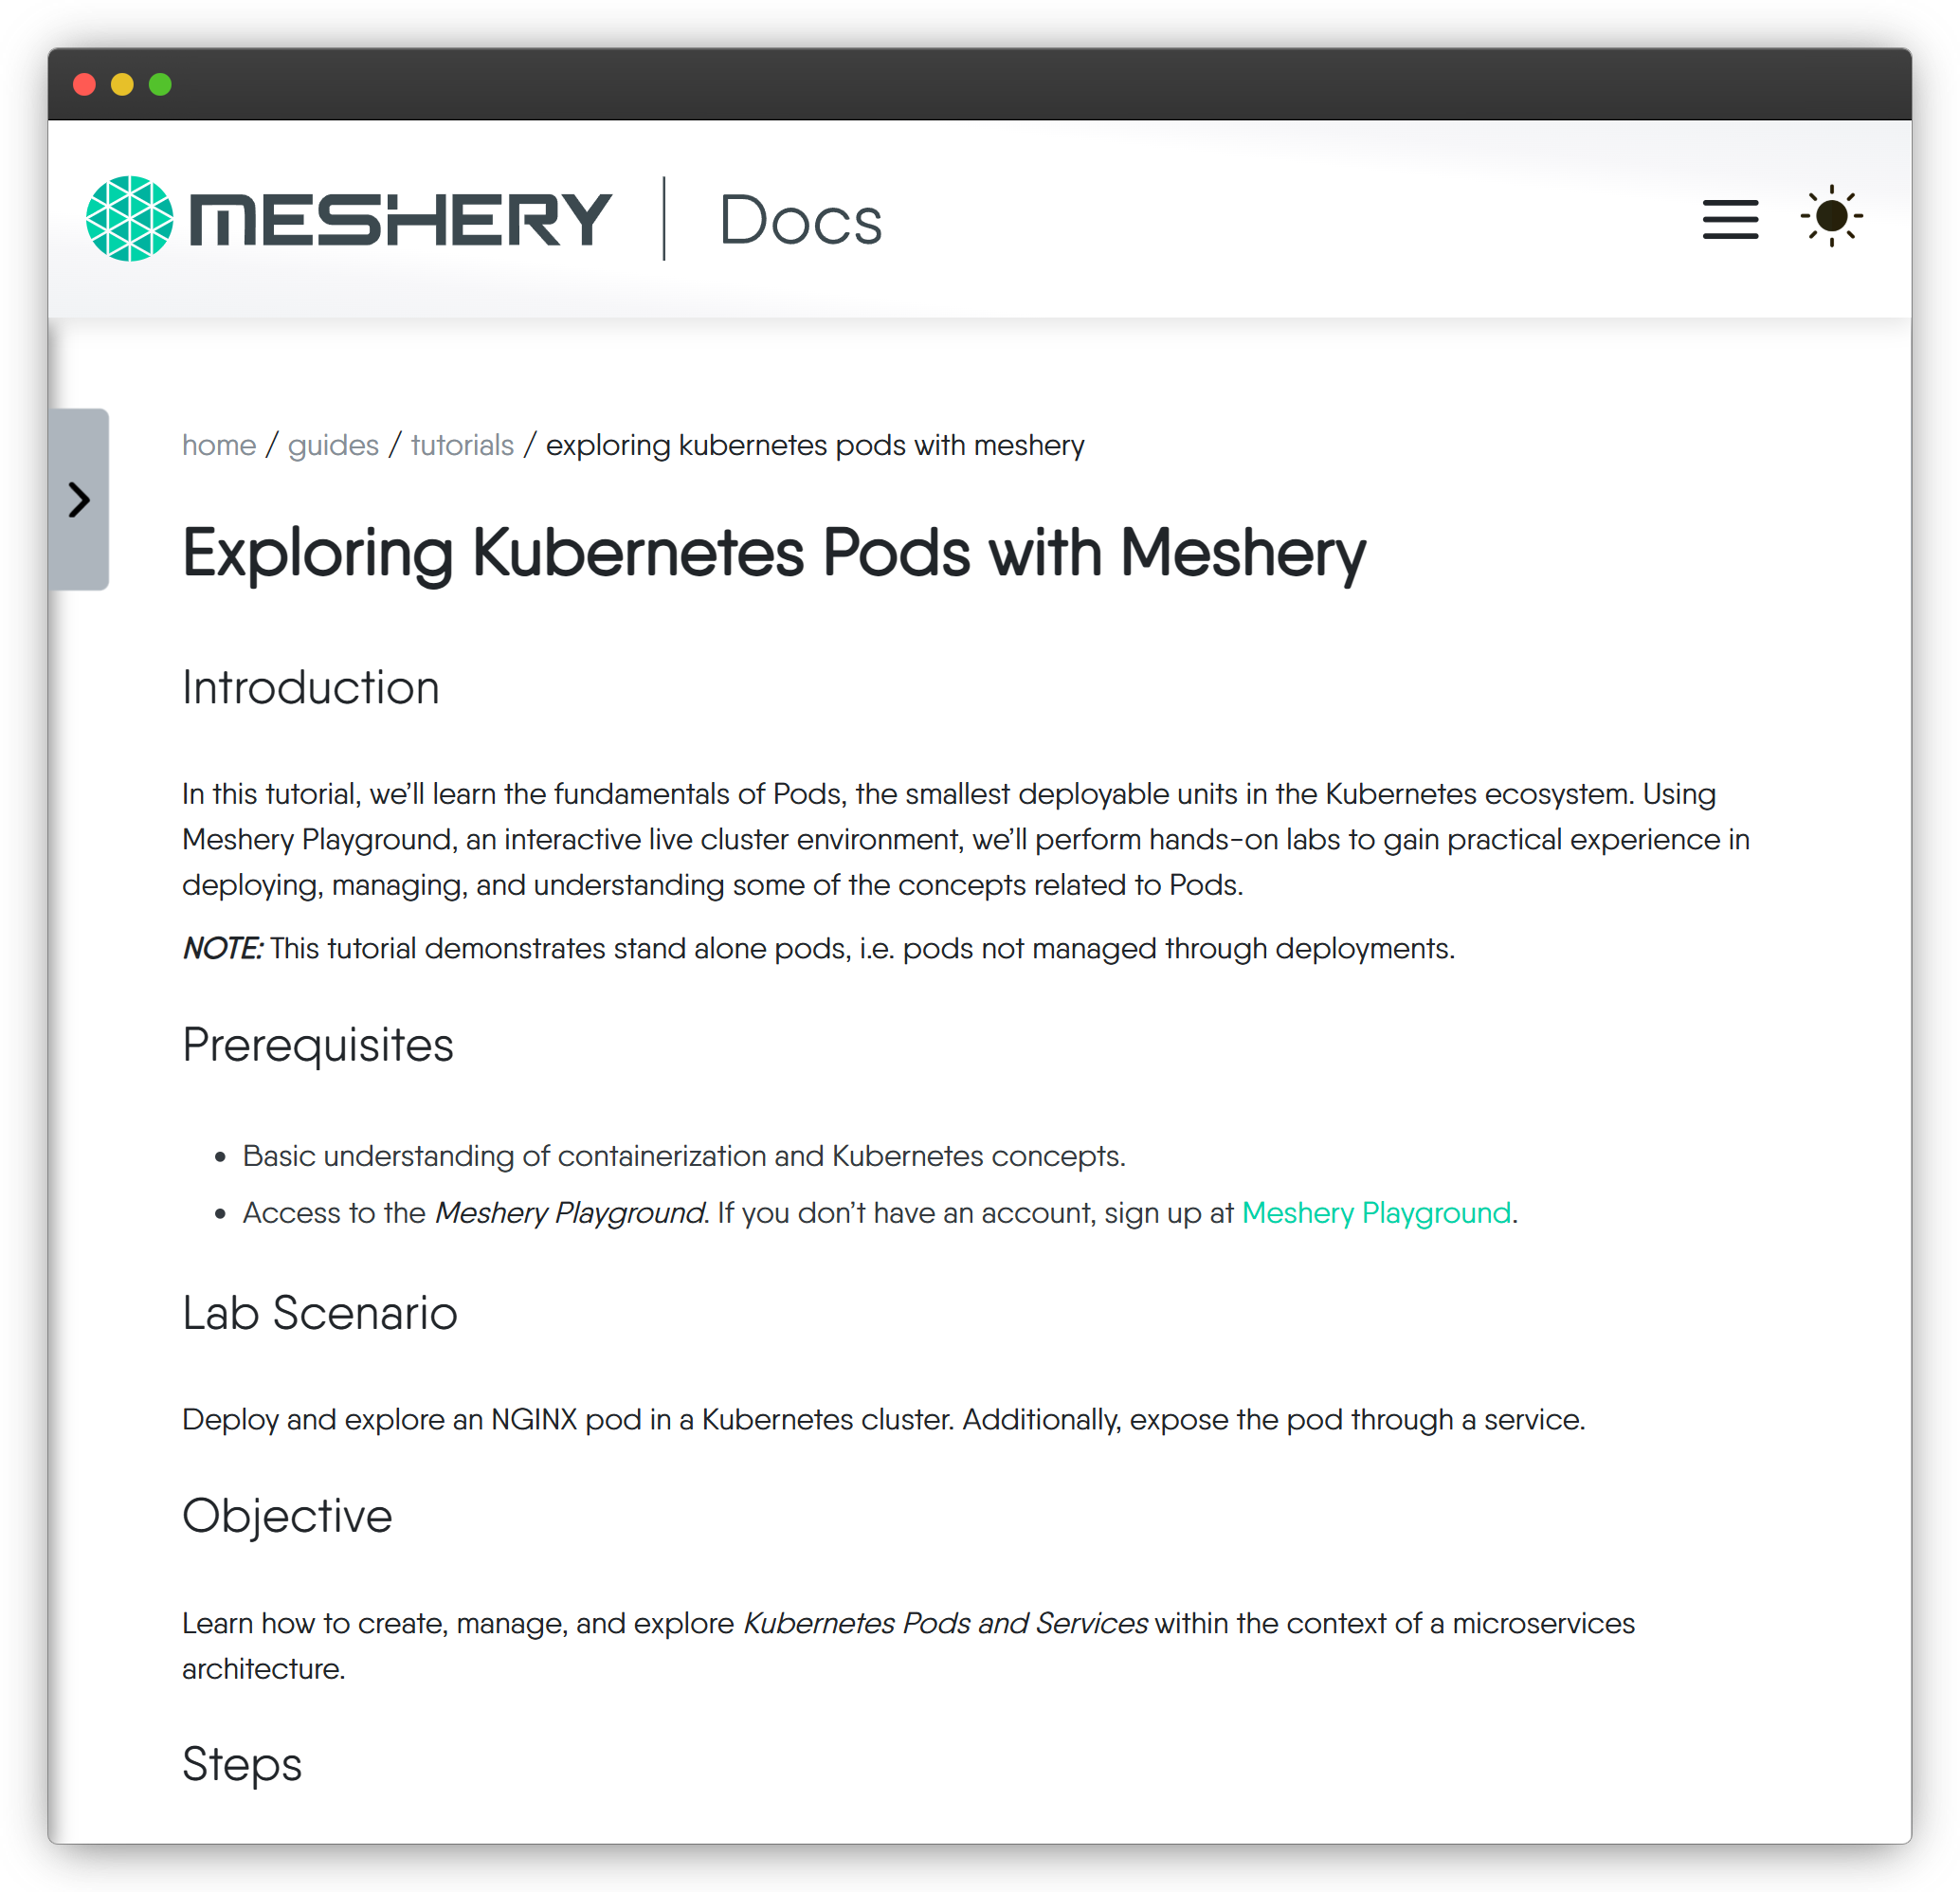 MESHERY | Docs
home / guides / tutorials / exploring kubernetes pods with meshery
Exploring Kubernetes Pods with Meshery
Introduction
In this tutorial, we’ll learn the fundamentals of Pods, the smallest deployable units in the Kubernetes ecosystem. Using
Meshery Playground, an interactive live cluster environment, we’ll perform hands-on labs to gain practical experience in
deploying, managing, and understanding some of the concepts related to Pods.
NOTE: This tutorial demonstrates stand alone pods, i.e. pods not managed through deployments.
Prerequisites
• Basic understanding of containerization and Kubernetes concepts.
• Access to the Meshery Playground. If you don’t have an account, sign up at Meshery Playground.
Lab Scenario
Deploy and explore an NGINX pod in a Kubernetes cluster. Additionally, expose the pod through a service.
Objective
Learn how to create, manage, and explore Kubernetes Pods and Services within the context of a microservices
architecture.
Steps